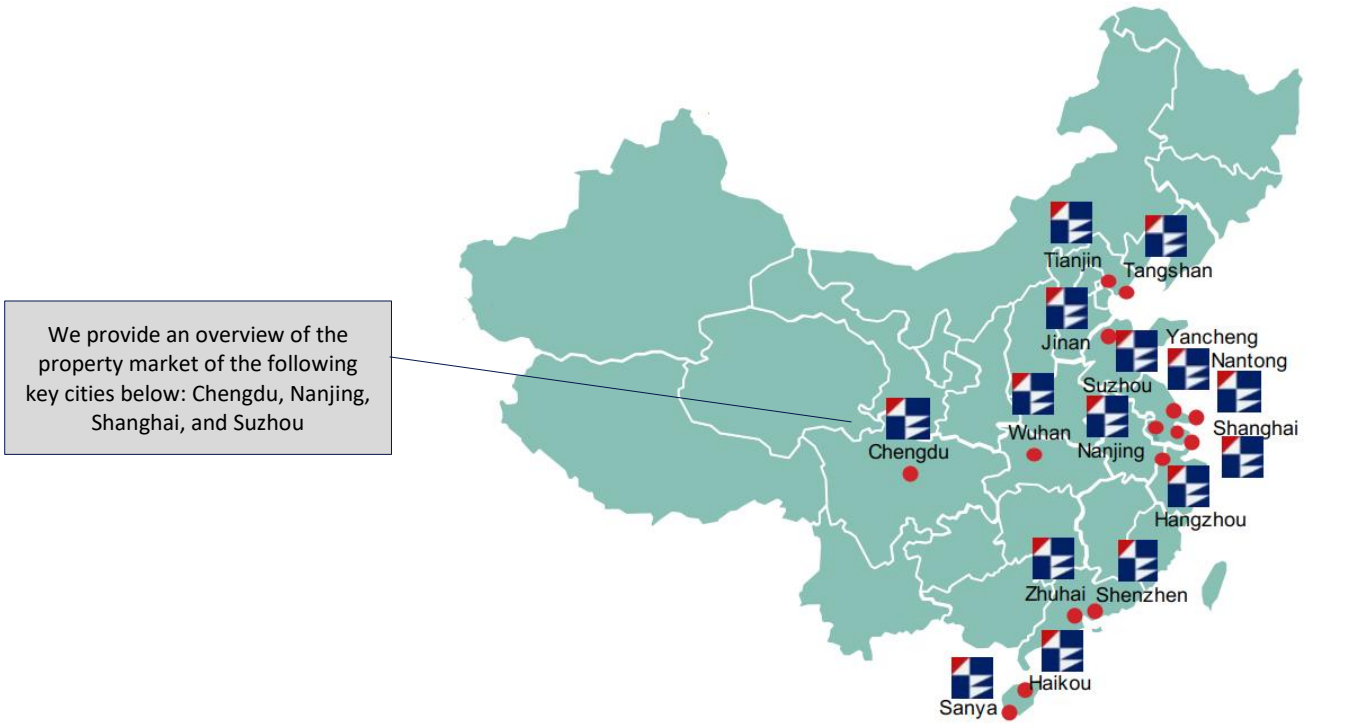 We provide an overview of the
property market of the following
key cities below: Chengdu, Nanjing,
Shanghai, and Suzhou
Tianjin
Tangshan
Jinan
Yancheng
Nantong
Suzhou
Shanghai
Wuhan
Nanjing
Chengdu
Hangzhou
Zhuhai
Shenzhen
Haikou
Sanya